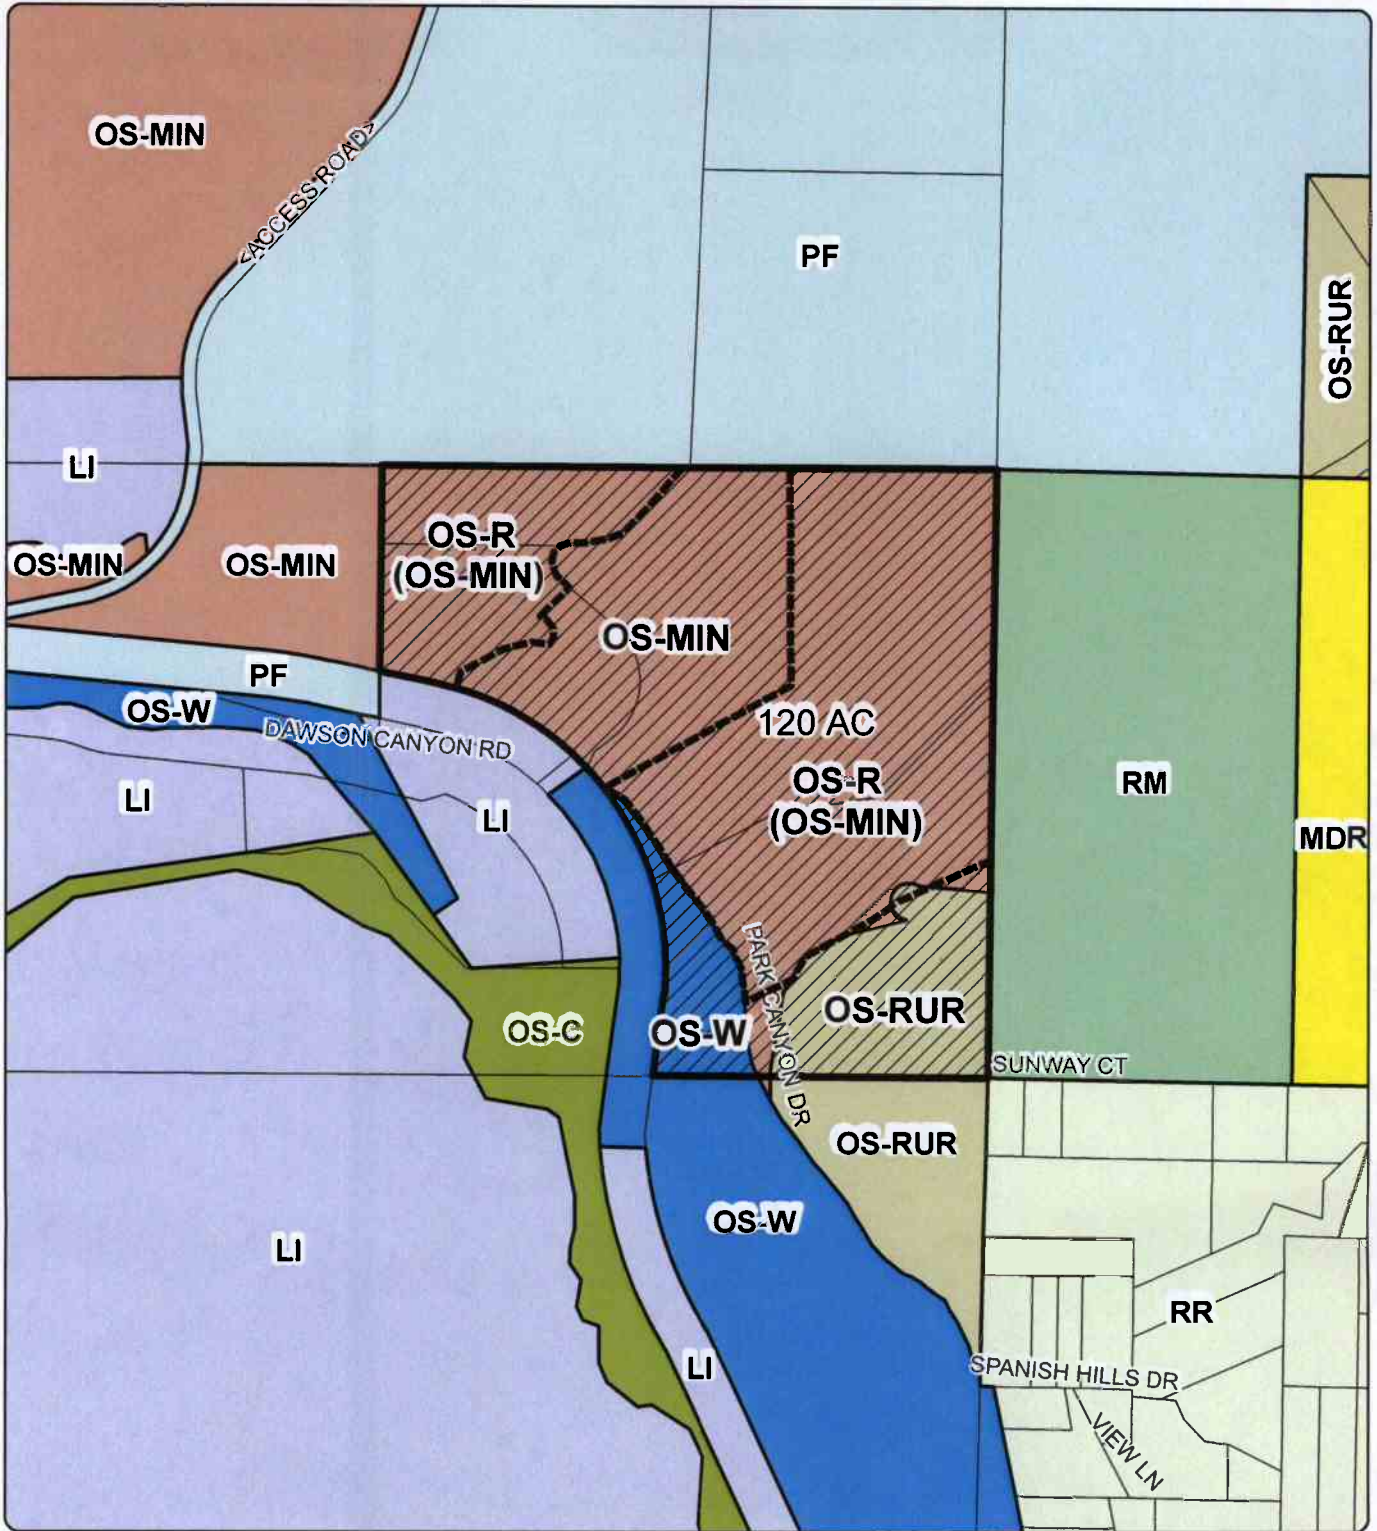 OS-MIN
<ACCESS ROAD>
PF
OS-RUR
LI
OS-MIN
OS-MIN
OS-R
(OS-MIN)
OS-MIN
PF
OS-W
DAWSON CANYON RD
120 AC
OS-R
(OS-MIN)
RM
MDR
LI
LI
PARK CANYON DR
OS-RUR
OS-C
OS-W
SUNWAY CT
OS-RUR
OS-W
LI
RR
LI
SPANISH HILLS DR
VIEW LN